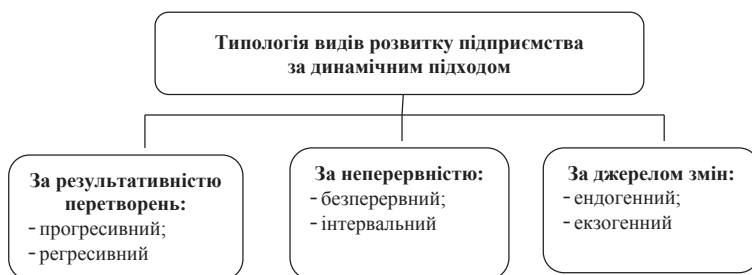 Типологія видів розвитку підприємства
за динамічним підходом
За результативністю
перетворень:
- прогресивний;
- регресивний
За неперервністю:
- безперервний;
- інтервальний
За джерелом змін:
- ендогенний;
- екзогенний